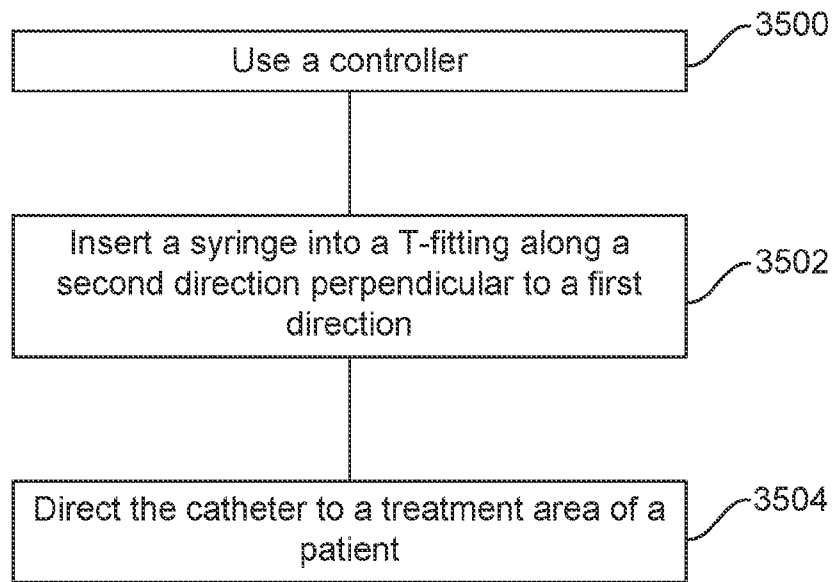 3500
Use a controller
Insert a syringe into a T-fitting along a
second direction perpendicular to a first
direction
3502
Direct the catheter to a treatment area of a
patient
3504